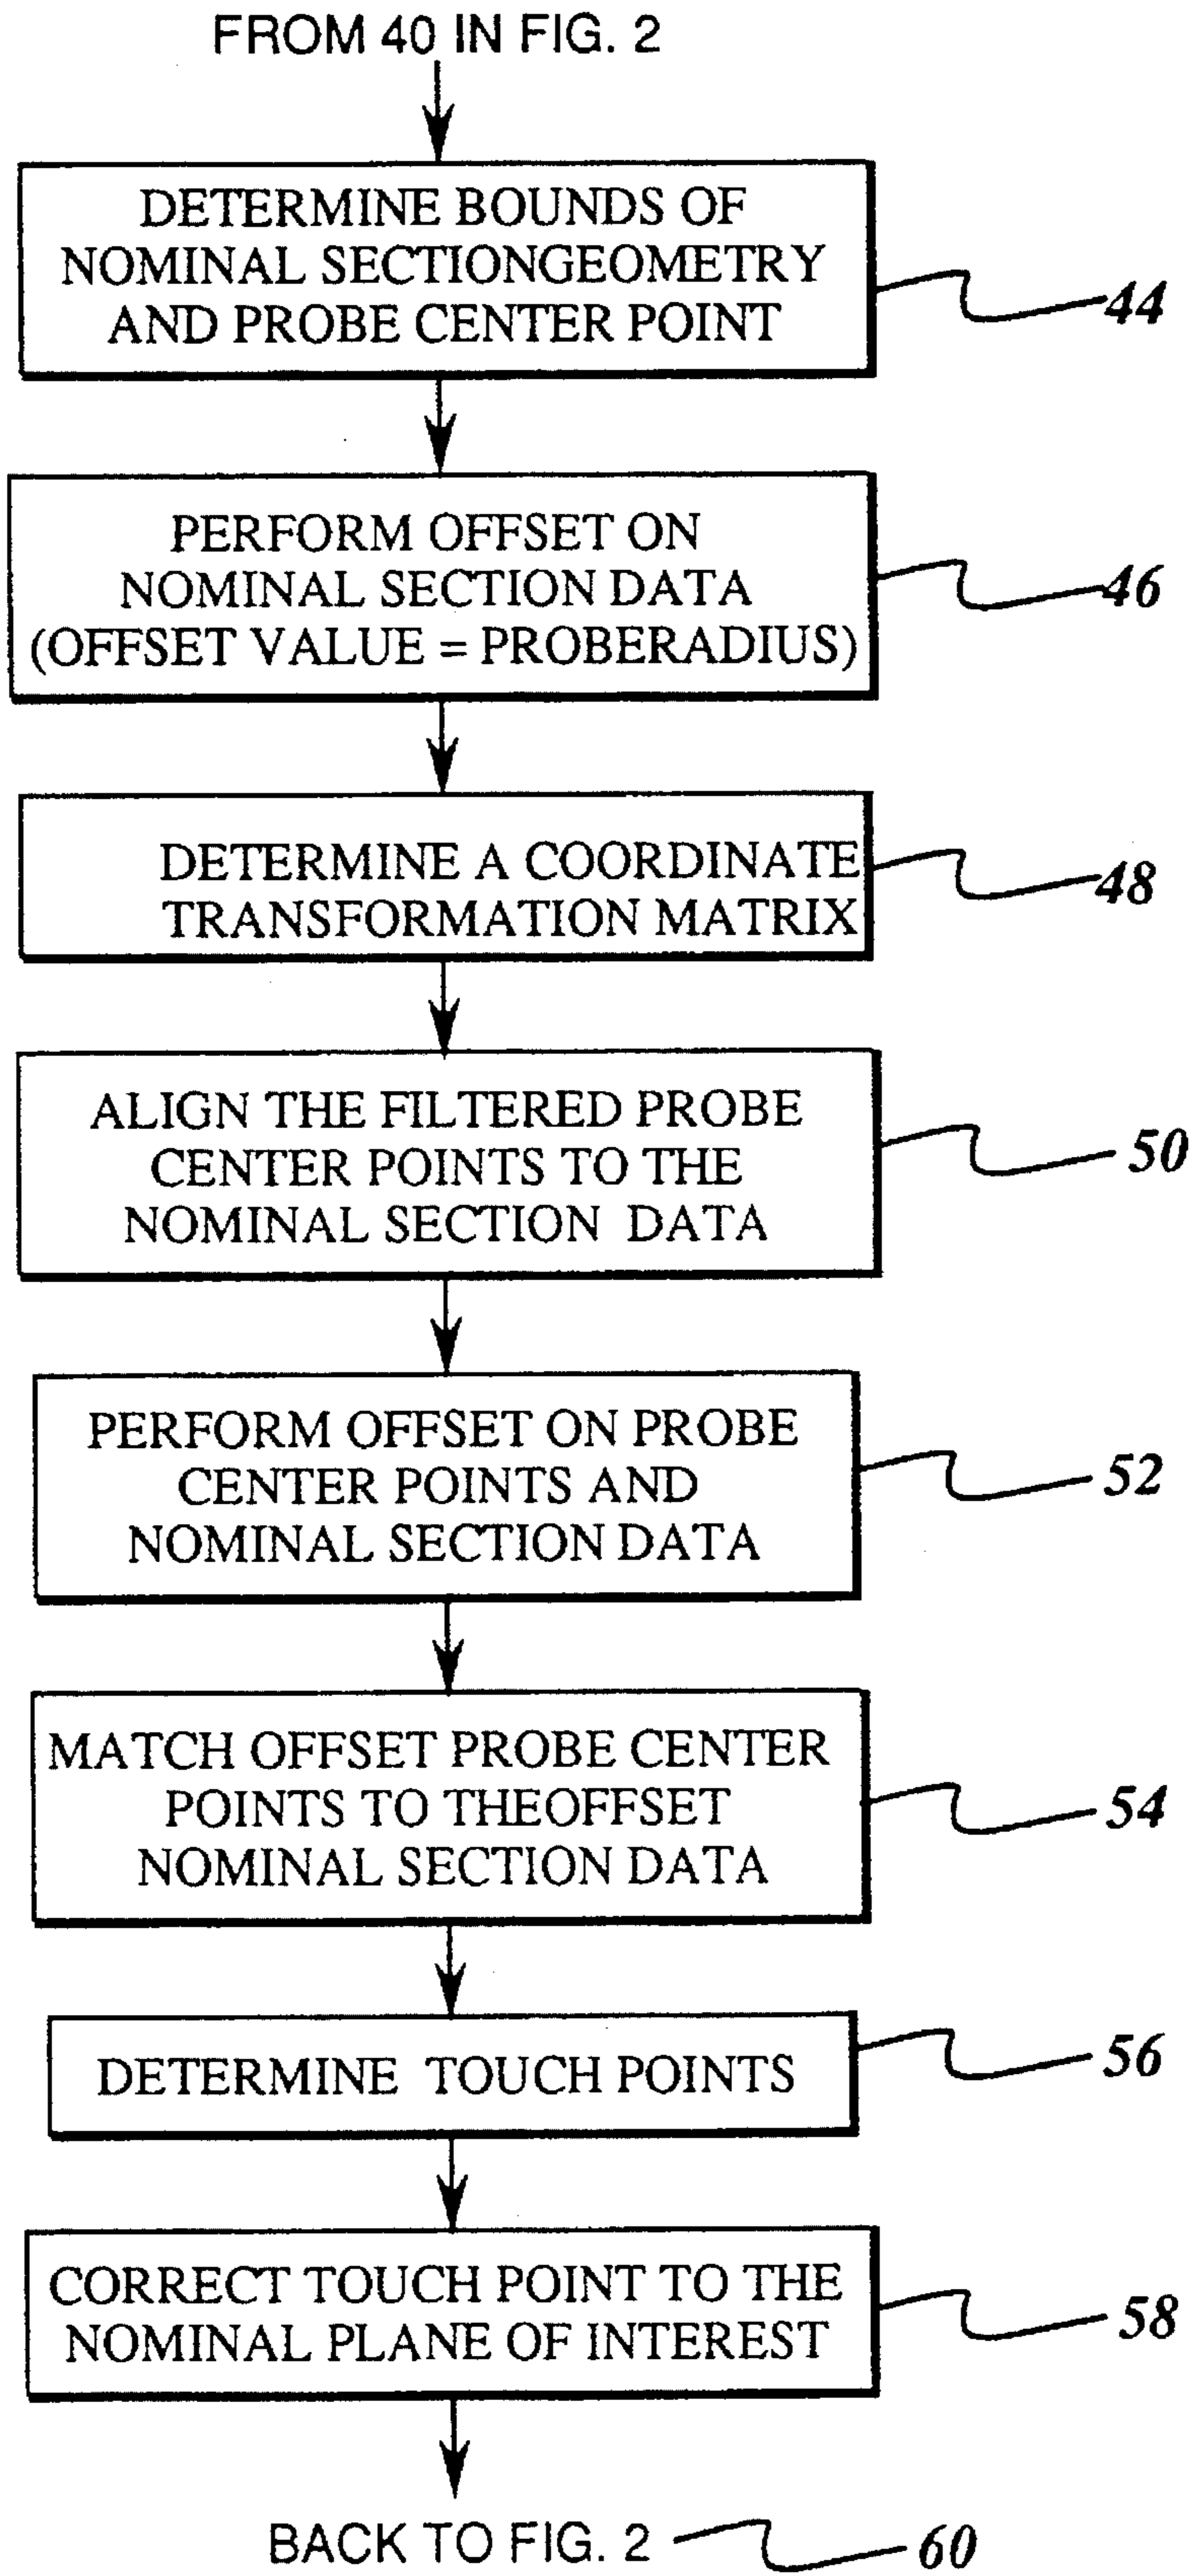 FROM 40 IN FIG. 2
DETERMINE BOUNDS OF
NOMINAL SECTIONGEOMETRY
AND PROBE CENTER POINT
44
PERFORM OFFSET ON
NOMINAL SECTION DATA
(OFFSET VALUE = PROBERADIUS)
46
DETERMINE A COORDINATE
TRANSFORMATION MATRIX
48
ALIGN THE FILTERED PROBE
CENTER POINTS TO THE
NOMINAL SECTION DATA
50
PERFORM OFFSET ON PROBE
CENTER POINTS AND
NOMINAL SECTION DATA
52
MATCH OFFSET PROBE CENTER
POINTS TO THEOFFSET
NOMINAL SECTION DATA
54
DETERMINE TOUCH POINTS
56
CORRECT TOUCH POINT TO THE
NOMINAL PLANE OF INTEREST
58
BACK TO FIG. 2
60